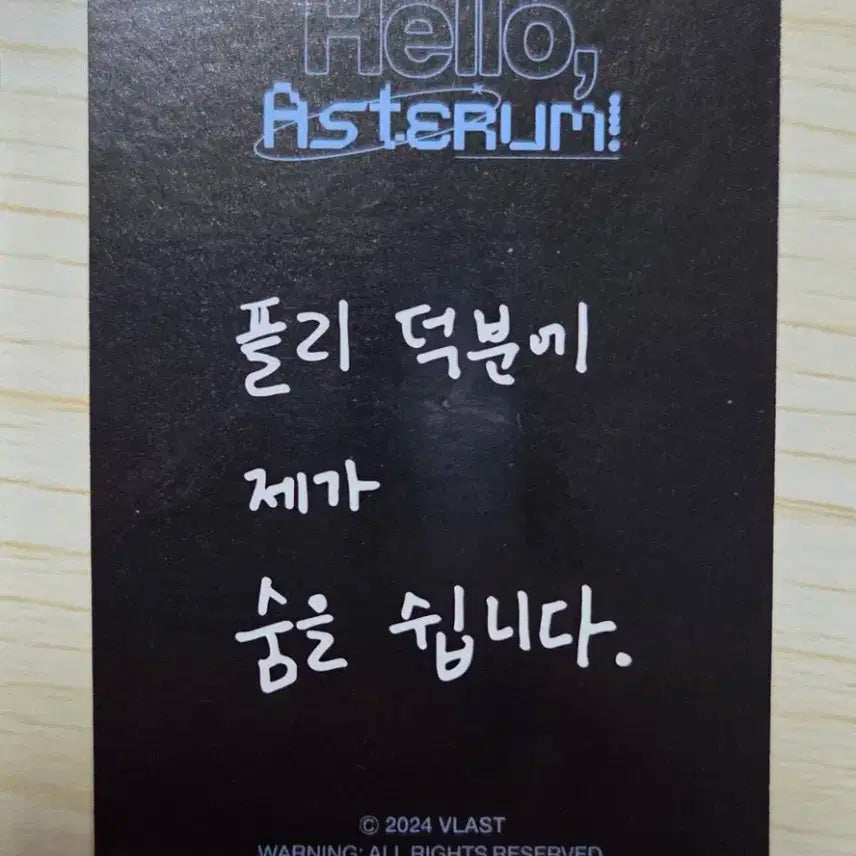 Hello,
Asterum!
플리 덕분에
제가
숨을 쉽니다.
© 2024 VLAST
WARNING: ALL RIGHTS RESERVED